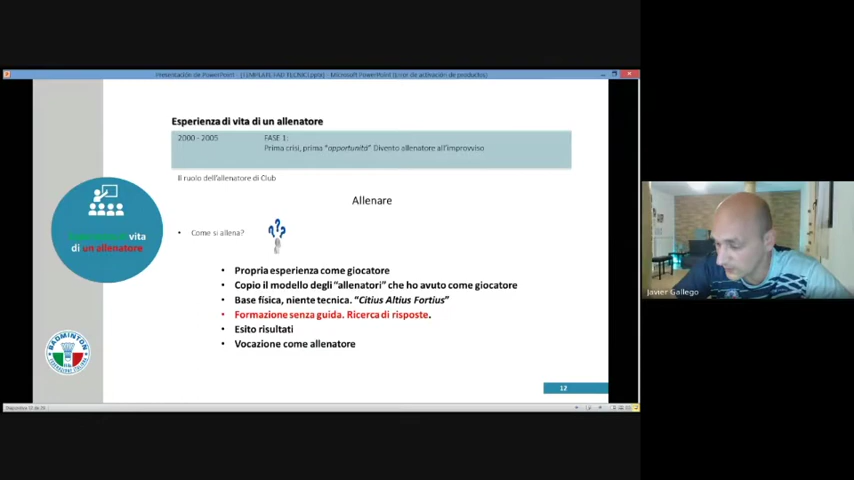 Presentación de PowerPoint - [TEMPLATE FAD TECNICI.pptx] - Microsoft PowerPoint (Error de activación de productos)
Esperienza di vita di un allenatore
2000 - 2005 FASE 1:
Prima crisi, prima “opportunità” Divento allenatore all’improvviso
Il ruolo dell’allenatore di Club
Allenare
vita
di un allenatore
• Come si allena?
• Propria esperienza come giocatore
• Copio il modello degli “allenatori” che ho avuto come giocatore
• Base física, niente tecnica. “Citius Altius Fortius”
• Formazione senza guida. Ricerca di risposte.
• Esito risultati
• Vocazione come allenatore
BADMINTON
12
Javier Gallego